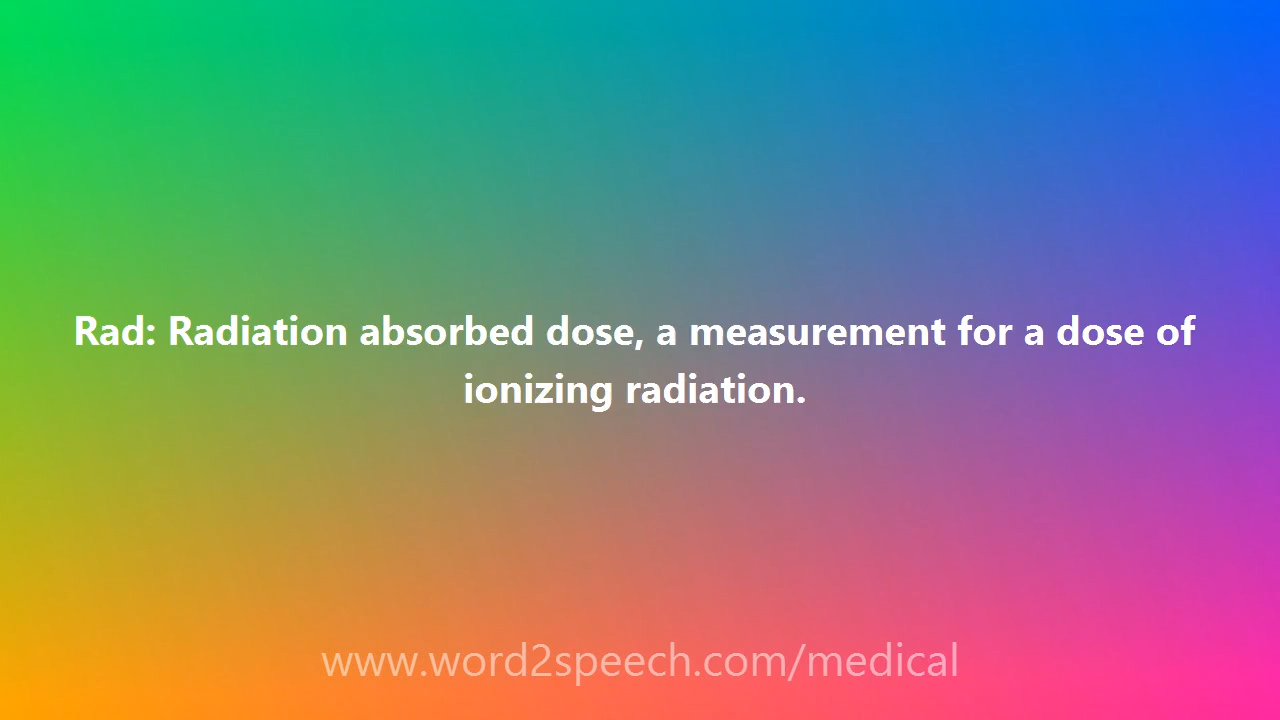 Rad: Radiation absorbed dose, a measurement for a dose of
ionizing radiation.
www.word2speech.com/medical